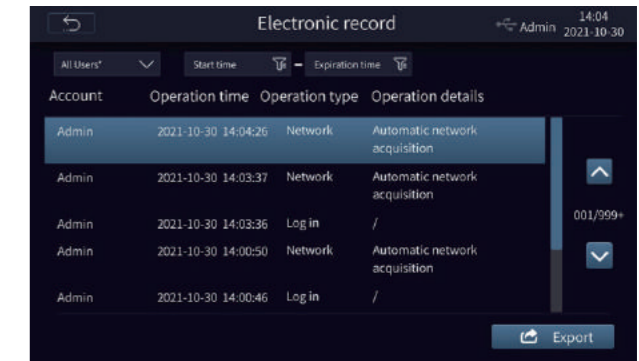 Electronic record
Admin
14:04
2021-10-30
All Users*
Start time
–
Expiration time
Account Operation time Operation type Operation details
Admin 2021-10-30 14:04:26 Network Automatic network
acquisition
Admin 2021-10-30 14:03:37 Network Automatic network
acquisition
Admin 2021-10-30 14:03:36 Log in /
Admin 2021-10-30 14:00:50 Network Automatic network
acquisition
Admin 2021-10-30 14:00:46 Log in /
001/999+
Export